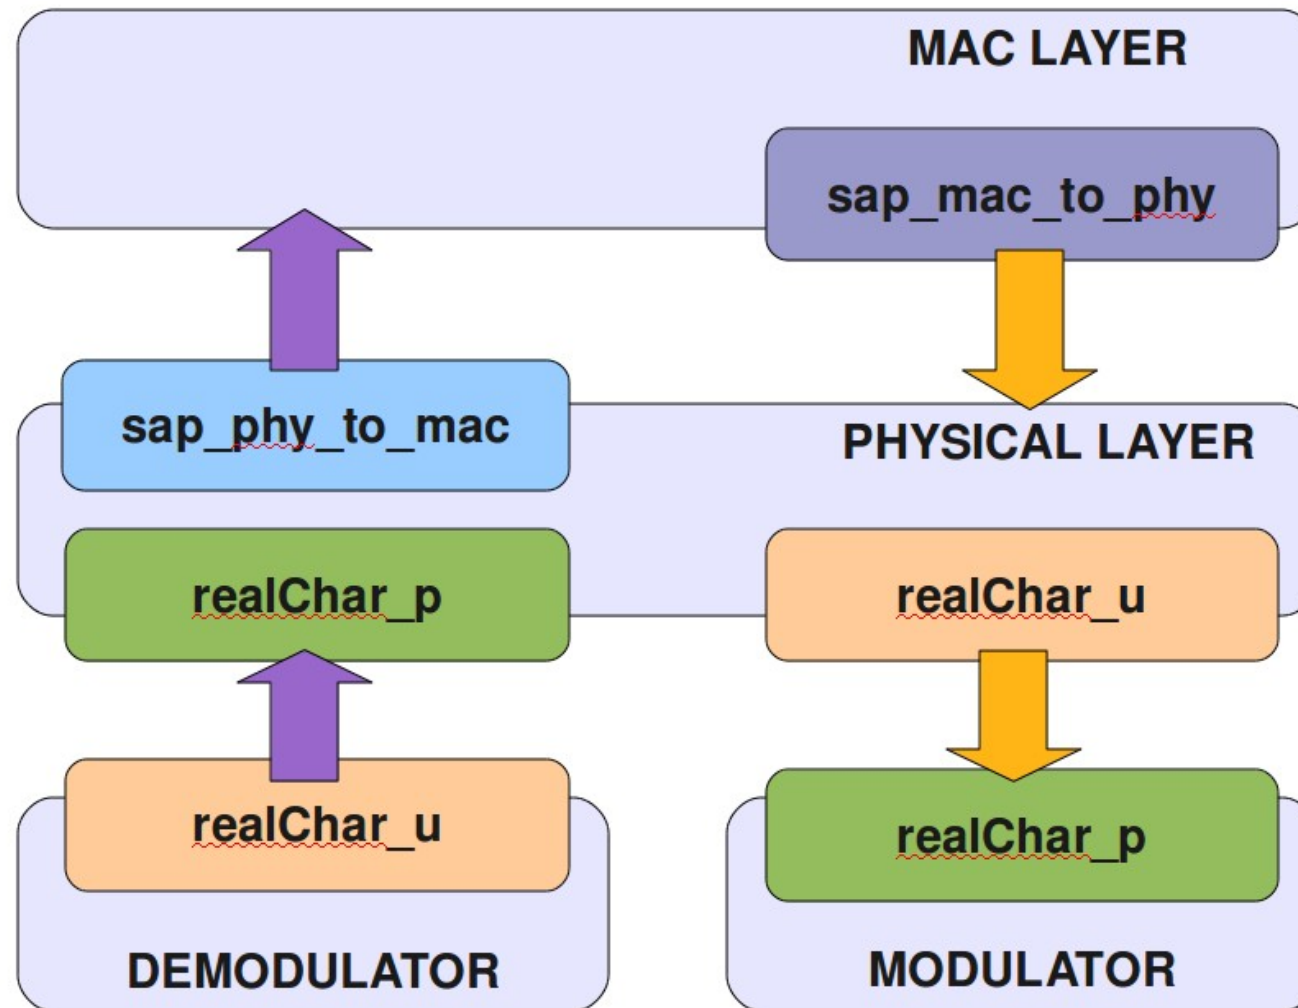 MAC LAYER
sap_mac_to_phy
sap_phy_to_mac
PHYSICAL LAYER
realChar_p
realChar_u
realChar_u
realChar_p
DEMODULATOR
MODULATOR